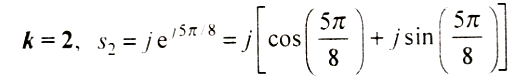 k = 2, s₂ = j e^{j5π/8} = j[cos(5π/8) + j sin(5π/8)]